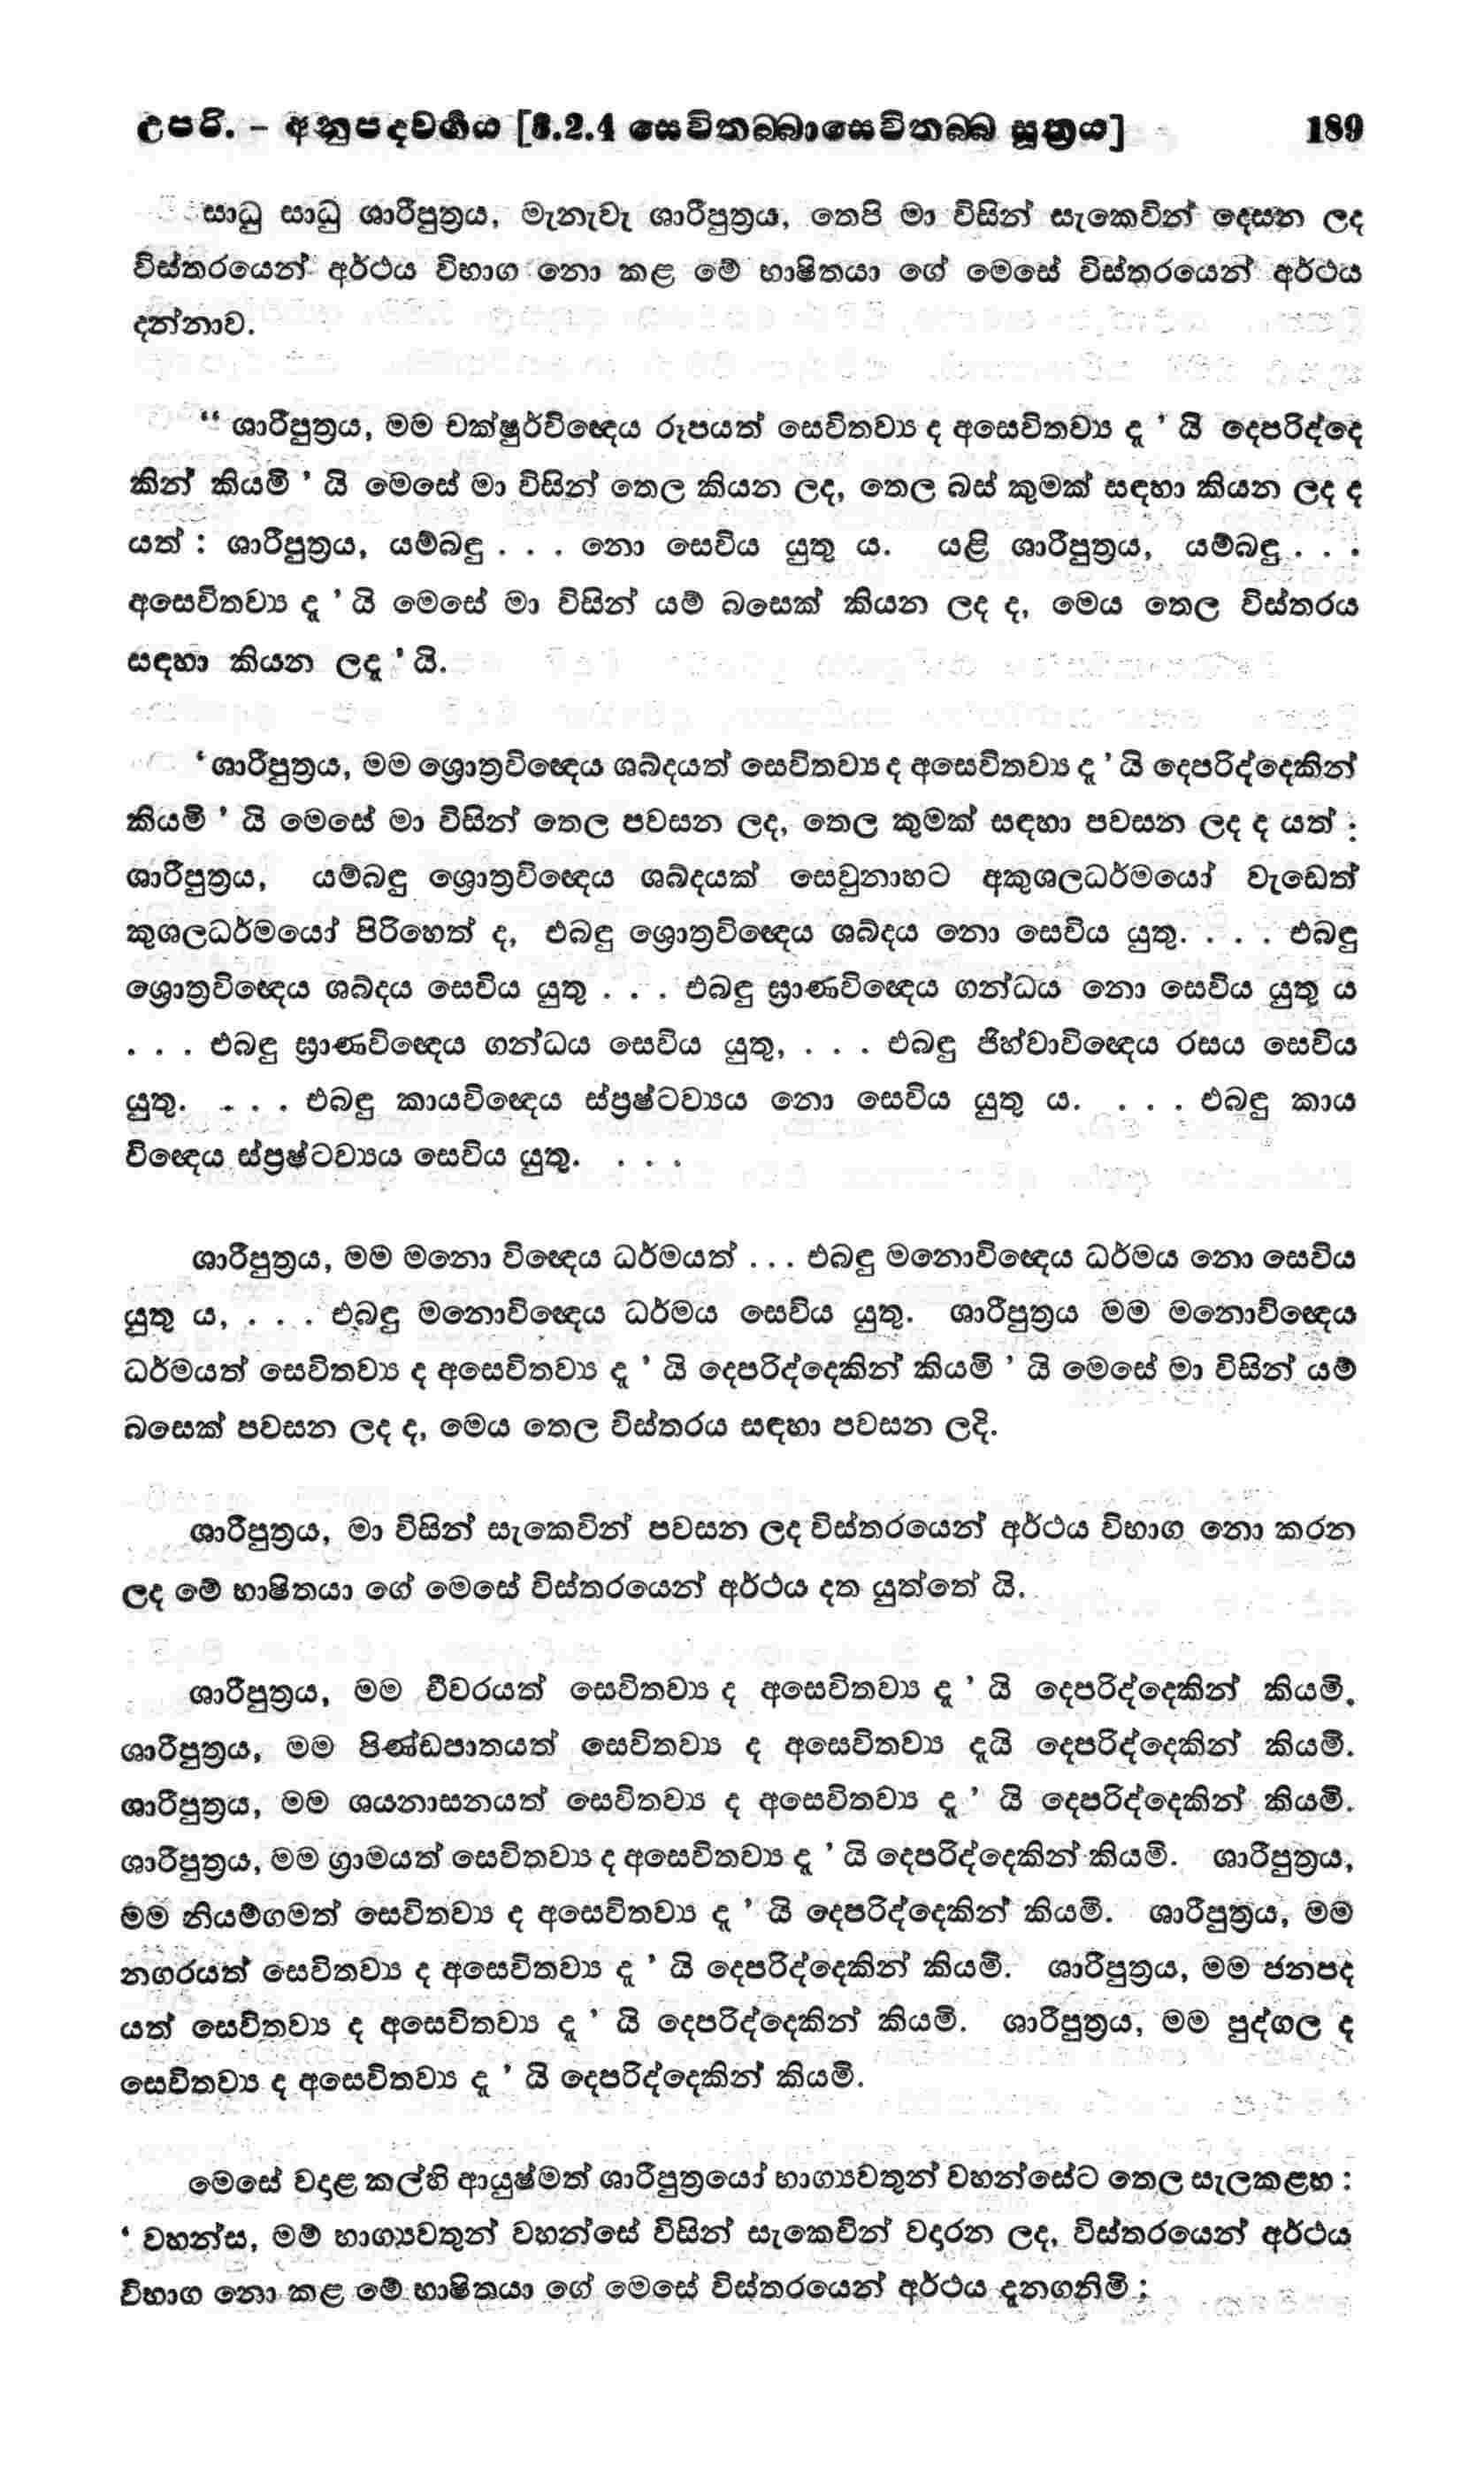 උපරි. – අනුපදවර්‍ගය [3.2.4 සෙවිතබ්බාසෙවිතබ්බ සූත්‍රය] 189
සාධු සාධු ශාරීපුත්‍රය, මැනැවැ ශාරීපුත්‍රය, තෙපි මා විසින් සැකෙවින් දෙසන ලද
විස්තරයෙන් අර්ථය විභාග නො කළ මේ භාෂිතයා ගේ මෙසේ විස්තරයෙන් අර්ථය
දන්නාව.
“ ශාරීපුත්‍රය, මම චක්ෂුර්විඥෙය රූපයත් සෙවිතව්‍ය ද අසෙවිතව්‍ය දැ ’ යි දෙපරිද්දෙ
කින් කියමි ’ යි මෙසේ මා විසින් තෙල කියන ලද, තෙල බස් කුමක් සඳහා කියන ලද ද
යත් : ශාරීපුත්‍රය, යම්බඳු . . . නො සෙවිය යුතු ය. යළි ශාරීපුත්‍රය, යම්බඳු . . .
අසෙවිතව්‍ය දැ ’ යි මෙසේ මා විසින් යම් බසෙක් කියන ලද ද, මෙය තෙල විස්තරය
සඳහා කියන ලදැ ’ යි.
‘ ශාරීපුත්‍රය, මම ශ්‍රොත්‍රවිඥෙය ශබ්දයත් සෙවිතව්‍ය ද අසෙවිතව්‍ය දැ ’ යි දෙපරිද්දෙකින්
කියමි ’ යි මෙසේ මා විසින් තෙල පවසන ලද, තෙල කුමක් සඳහා පවසන ලද ද යත් :
ශාරීපුත්‍රය, යම්බඳු ශ්‍රොත්‍රවිඥෙය ශබ්දයක් සෙවුනාහට අකුශලධර්මයෝ වැඩෙත්
කුශලධර්මයෝ පිරිහෙත් ද, එබඳු ශ්‍රොත්‍රවිඥෙය ශබ්දය නො සෙවිය යුතු. . . . එබඳු
ශ්‍රොත්‍රවිඥෙය ශබ්දය සෙවිය යුතු . . . එබඳු ඝ්‍රාණවිඥෙය ගන්ධය නො සෙවිය යුතු ය
. . . එබඳු ඝ්‍රාණවිඥෙය ගන්ධය සෙවිය යුතු, . . . එබඳු ජිහ්වාවිඥෙය රසය සෙවිය
යුතු. . . . එබඳු කායවිඥෙය ස්ප්‍රෂ්ටව්‍යය නො සෙවිය යුතු ය. . . . එබඳු කාය
විඥෙය ස්ප්‍රෂ්ටව්‍යය සෙවිය යුතු. . . .
ශාරීපුත්‍රය, මම මනො විඥෙය ධර්මයත් . . . එබඳු මනොවිඥෙය ධර්මය නො සෙවිය
යුතු ය, . . . එබඳු මනොවිඥෙය ධර්මය සෙවිය යුතු. ශාරීපුත්‍රය මම මනොවිඥෙය
ධර්මයත් සෙවිතව්‍ය ද අසෙවිතව්‍ය දැ ’ යි දෙපරිද්දෙකින් කියමි ’ යි මෙසේ මා විසින් යම්
බසෙක් පවසන ලද ද, මෙය තෙල විස්තරය සඳහා පවසන ලදි.
ශාරීපුත්‍රය, මා විසින් සැකෙවින් පවසන ලද විස්තරයෙන් අර්ථය විභාග නො කරන
ලද මේ භාෂිතයා ගේ මෙසේ විස්තරයෙන් අර්ථය දත යුත්තේ යි.
ශාරීපුත්‍රය, මම චීවරයත් සෙවිතව්‍ය ද අසෙවිතව්‍ය දැ ’ යි දෙපරිද්දෙකින් කියමි.
ශාරීපුත්‍රය, මම පිණ්ඩපාතයත් සෙවිතව්‍ය ද අසෙවිතව්‍ය දැයි දෙපරිද්දෙකින් කියමි.
ශාරීපුත්‍රය, මම ශයනාසනයත් සෙවිතව්‍ය ද අසෙවිතව්‍ය දැ ’ යි දෙපරිද්දෙකින් කියමි.
ශාරීපුත්‍රය, මම ග්‍රාමයත් සෙවිතව්‍ය ද අසෙවිතව්‍ය දැ ’ යි දෙපරිද්දෙකින් කියමි. ශාරීපුත්‍රය,
මම නියම්ගමත් සෙවිතව්‍ය ද අසෙවිතව්‍ය දැ ’ යි දෙපරිද්දෙකින් කියමි. ශාරීපුත්‍රය, මම
නගරයත් සෙවිතව්‍ය ද අසෙවිතව්‍ය දැ ’ යි දෙපරිද්දෙකින් කියමි. ශාරීපුත්‍රය, මම ජනපද
යත් සෙවිතව්‍ය ද අසෙවිතව්‍ය දැ ’ යි දෙපරිද්දෙකින් කියමි. ශාරීපුත්‍රය, මම පුද්ගල ද
සෙවිතව්‍ය ද අසෙවිතව්‍ය දැ ’ යි දෙපරිද්දෙකින් කියමි.
මෙසේ වදාළ කල්හි ආයුෂ්මත් ශාරීපුත්‍රයෝ භාග්‍යවතුන් වහන්සේට තෙල සැලකළහ :
‘ වහන්ස, මම් භාග්‍යවතුන් වහන්සේ විසින් සැකෙවින් වදාරන ලද, විස්තරයෙන් අර්ථය
විභාග නො කළ මේ භාෂිතයා ගේ මෙසේ විස්තරයෙන් අර්ථය දැනගනිමි :